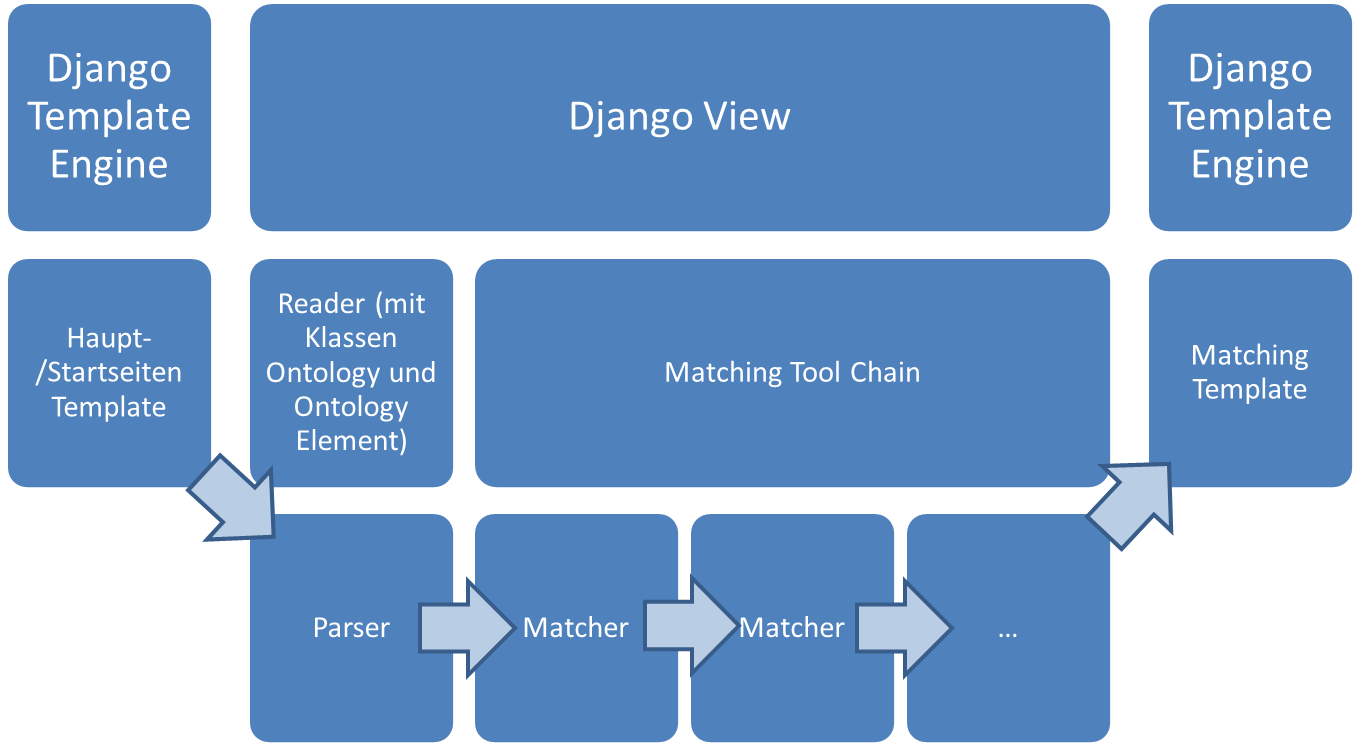 Django
Template
Engine
Django View
Django
Template
Engine
Haupt-
/Startseiten
Template
Reader (mit
Klassen
Ontology und
Ontology
Element)
Matching Tool Chain
Matching
Template
Parser
Matcher
Matcher
...